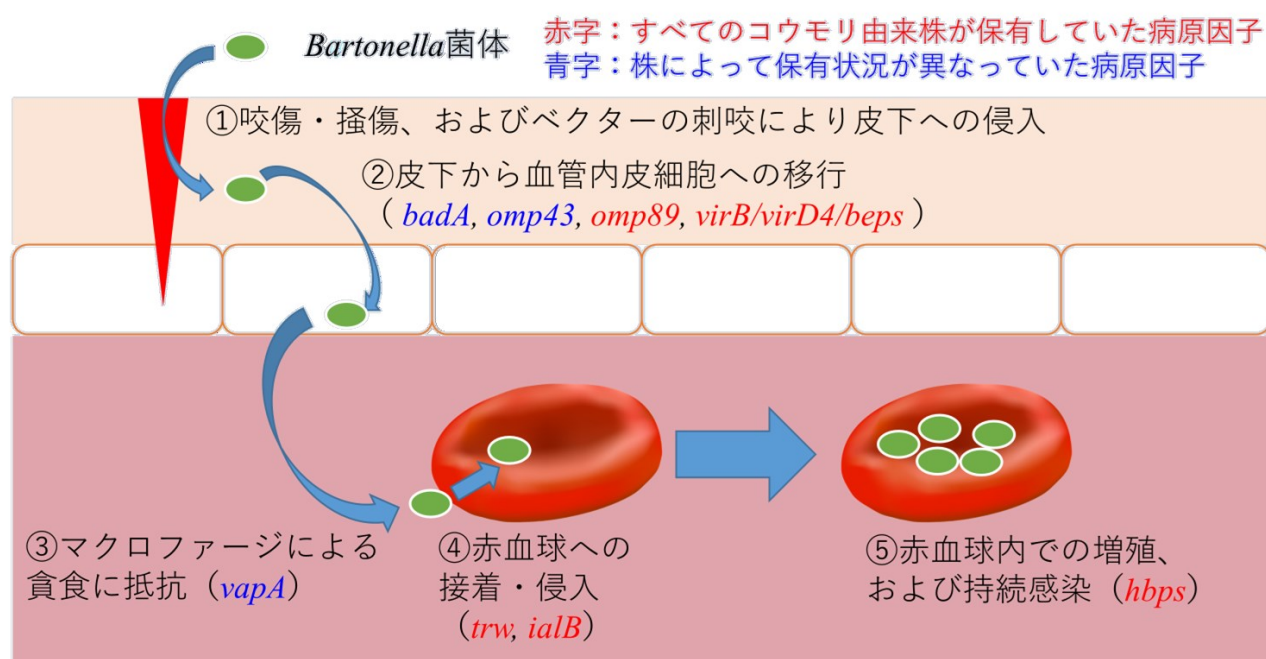 Bartonella菌体
赤字：すべてのコウモリ由来株が保有していた病原因子
青字：株によって保有状況が異なっていた病原因子
①咬傷・掻傷、およびベクターの刺咬により皮下への侵入
②皮下から血管内皮細胞への移行
（badA, omp43, omp89, virB/virD4/beps）
③マクロファージによる
貪食に抵抗（vapA）
④赤血球への
接着・侵入
（trw, ialB）
⑤赤血球内での増殖、
および持続感染（hbps）